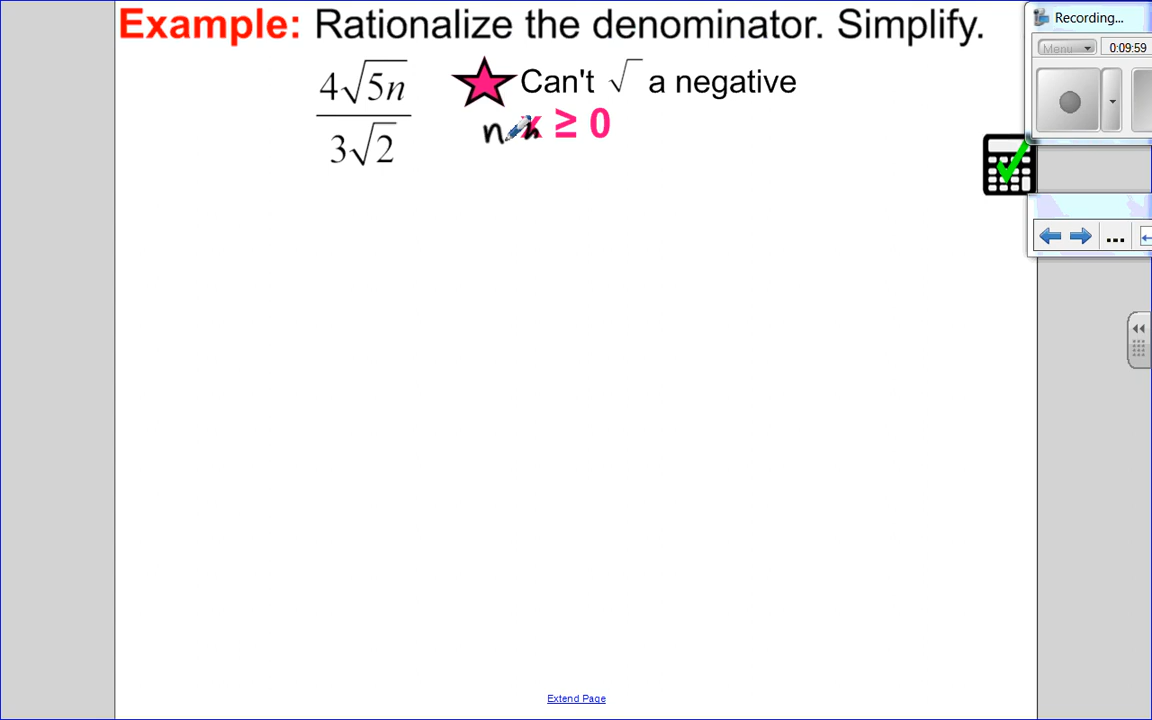 Example: Rationalize the denominator. Simplify.
4√5n
3√2
Can't √ a negative
n ≥ 0
Recording...
Menu
0:09:59
...
Extend Page